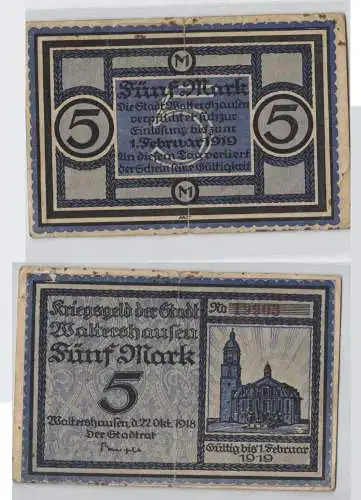 M
Fünf Mark
Die Stadt Waltershausen
verpflichtet sich zur
Einlösung bis zum
1. Februar 1919
An diesem Tag verliert
der Schein seine Gültigkeit
5 5
M
Kriegsgeld der Stadt
Waltershausen
Fünf Mark
5
Waltershausen, d. 22. Okt. 1918
Der Stadtrat
No
Gültig bis 1. Februar
1919